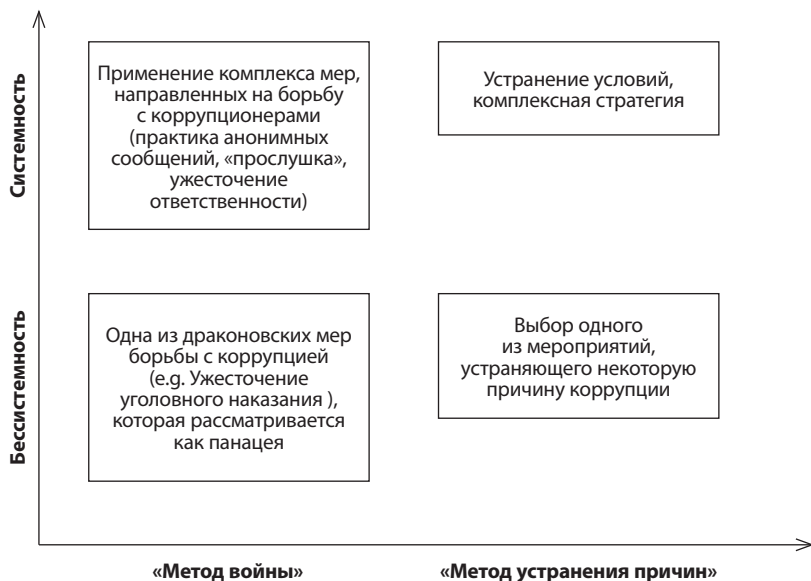 Системность
Применение комплекса мер,
направленных на борьбу
с коррупционерами
(практика анонимных
сообщений, «прослушка»,
ужесточение
ответственности)
Устранение условий,
комплексная стратегия
Бессистемность
Одна из драконовских мер
борьбы с коррупцией
(e.g. Ужесточение
уголовного наказания ),
которая рассматривается
как панацея
Выбор одного
из мероприятий,
устраняющего некоторую
причину коррупции
«Метод войны»
«Метод устранения причин»